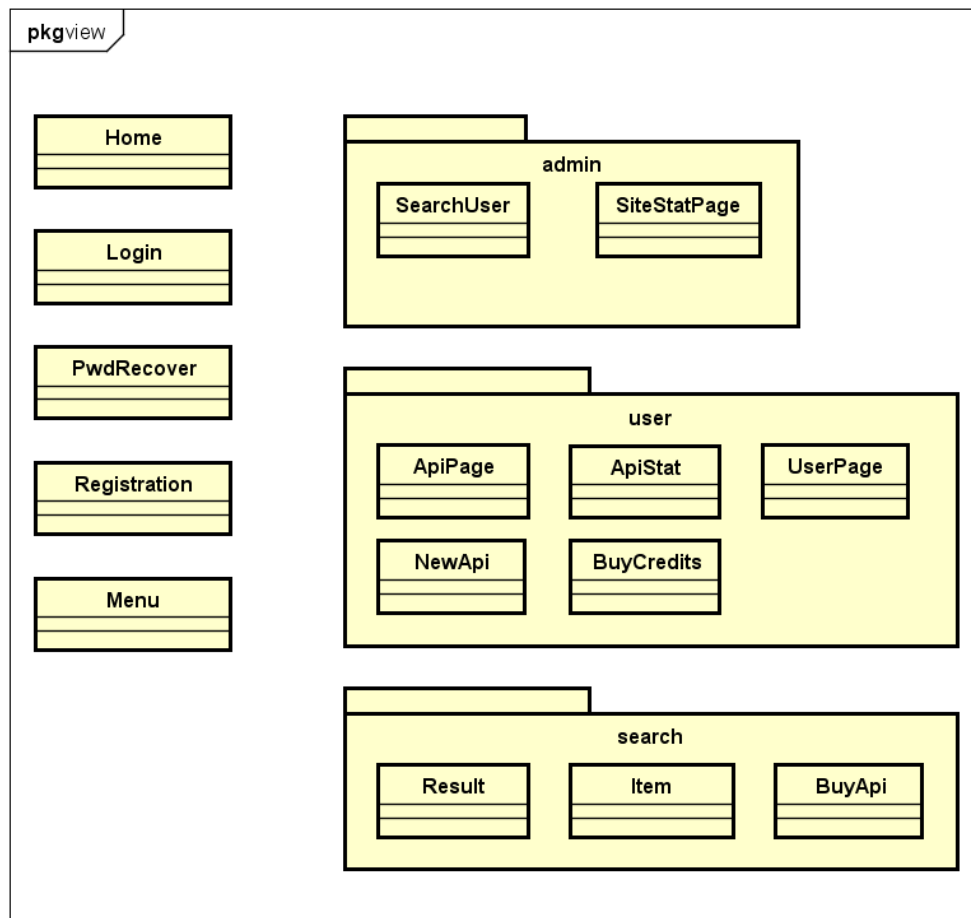 pkgview
Home
Login
PwdRecover
Registration
Menu
admin
SearchUser
SiteStatPage
user
ApiPage
ApiStat
UserPage
NewApi
BuyCredits
search
Result
Item
BuyApi